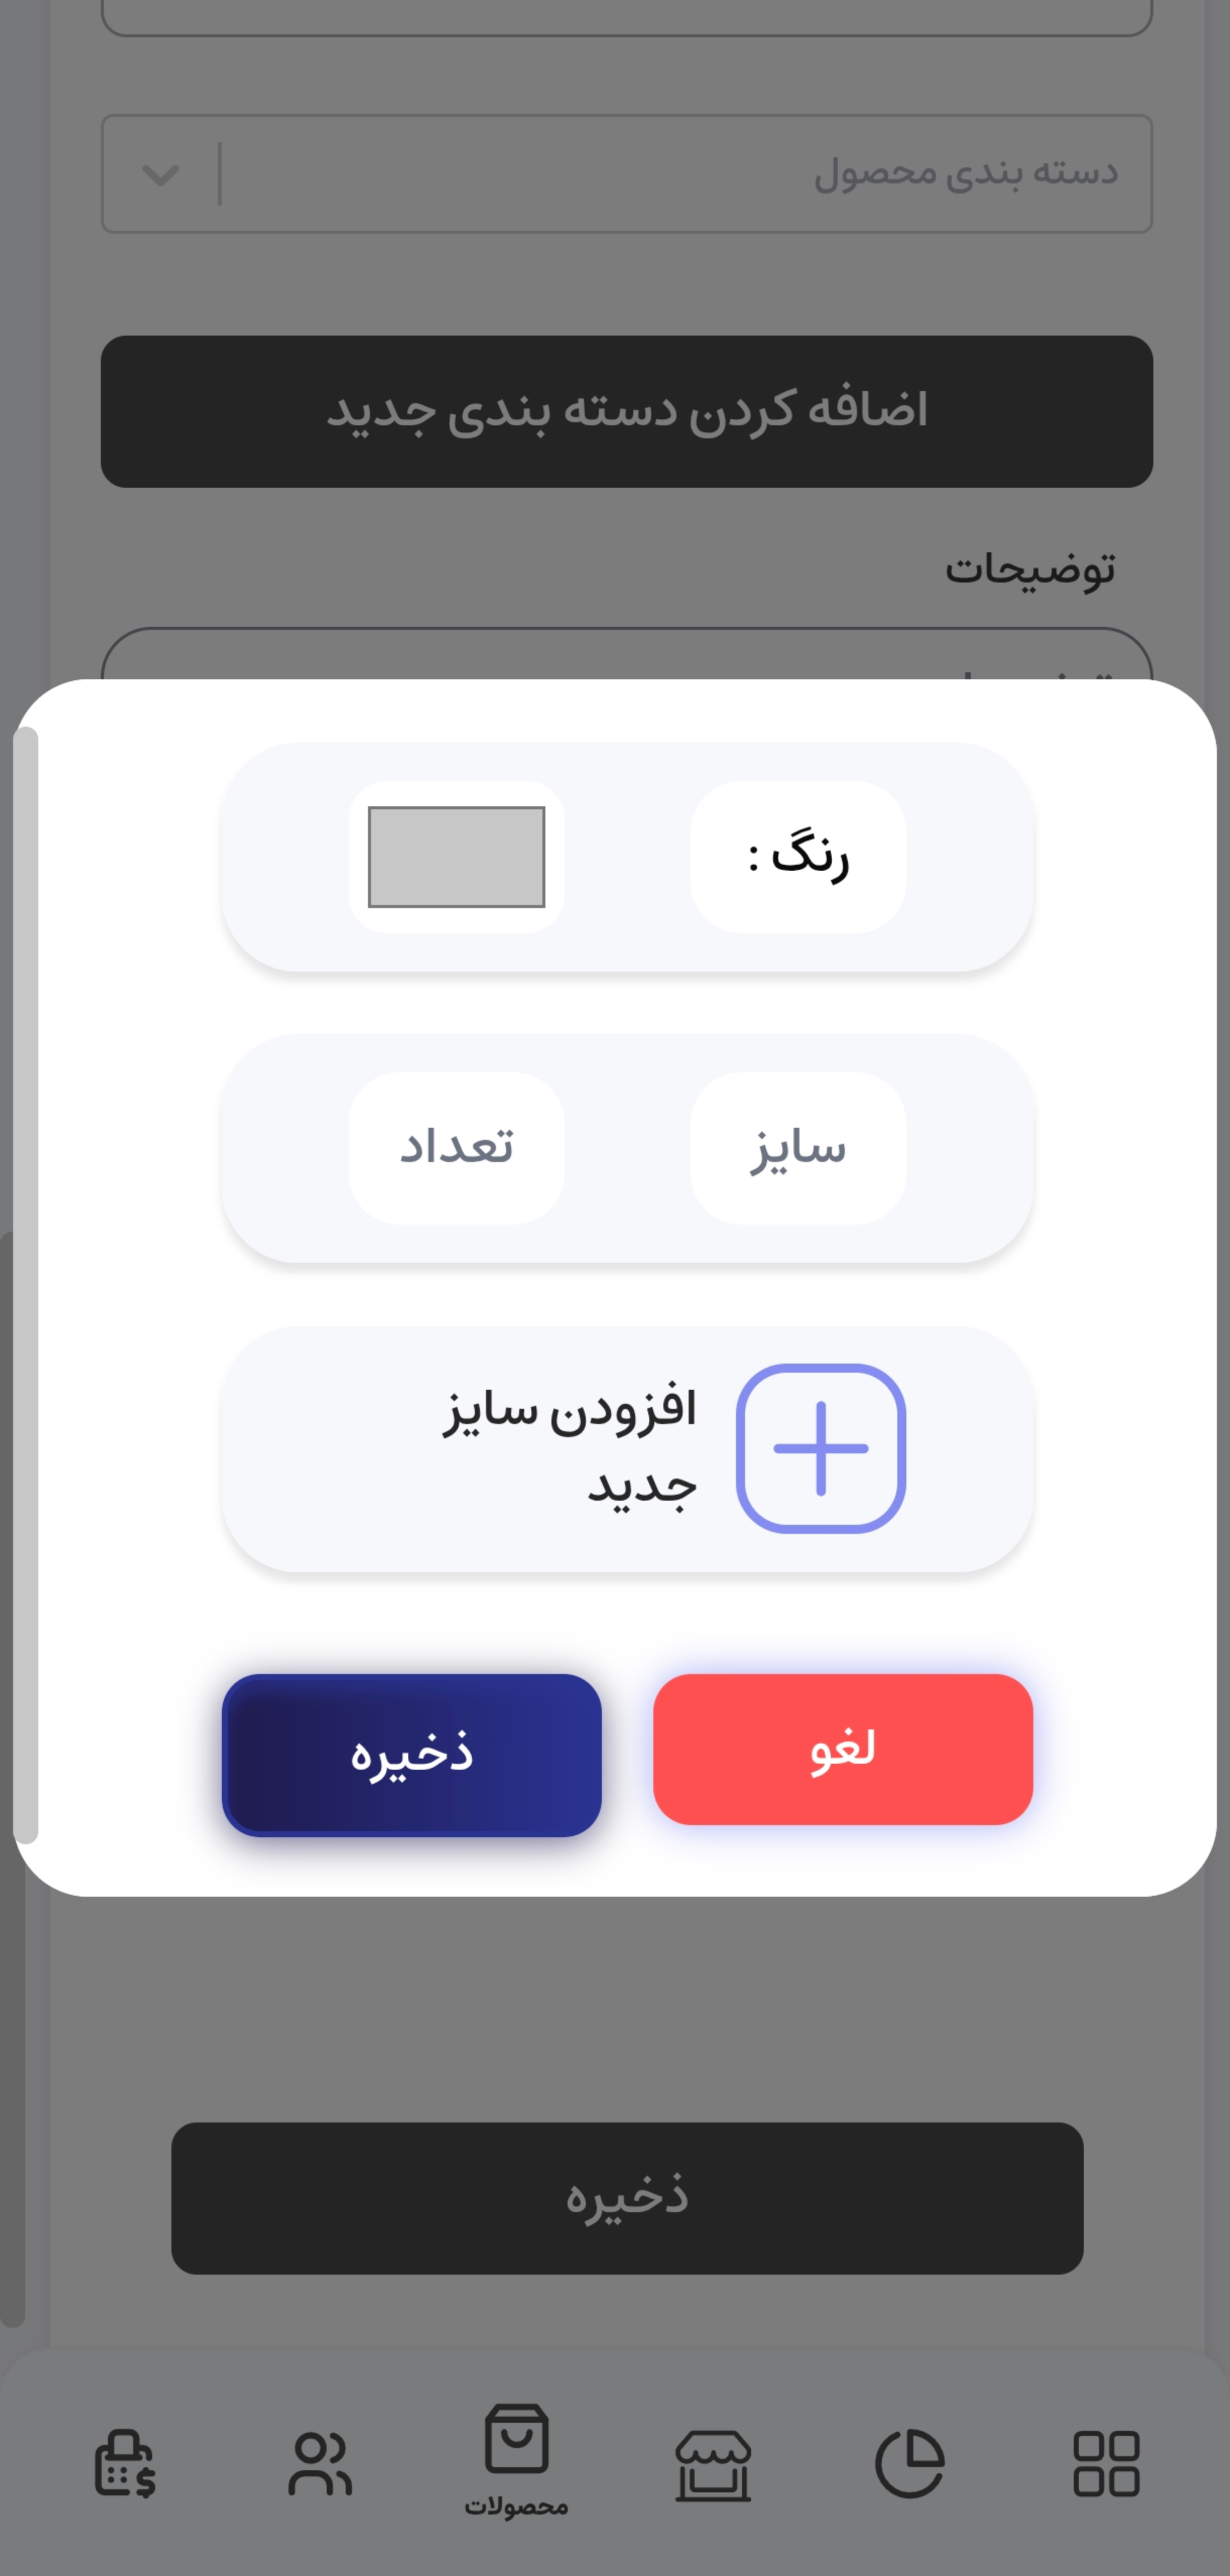 دسته بندی محصول
اضافه کردن دسته بندی جدید
توضیحات
رنگ :
سایز
تعداد
افزودن سایز
جدید
لغو
ذخیره
ذخیره
محصولات